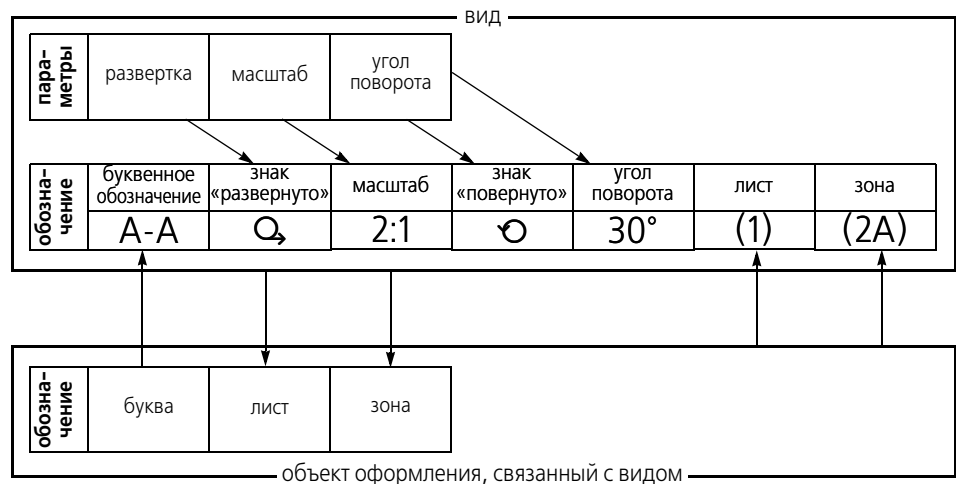 вид
пара-
метры
развертка
масштаб
угол
поворота
обозна-
чение
буквенное
обозначение
знак
«развернуто»
масштаб
знак
«повернуто»
угол
поворота
лист
зона
А-А
2:1
30°
(1)
(2А)
обозна-
чение
буква
лист
зона
объект оформления, связанный с видом